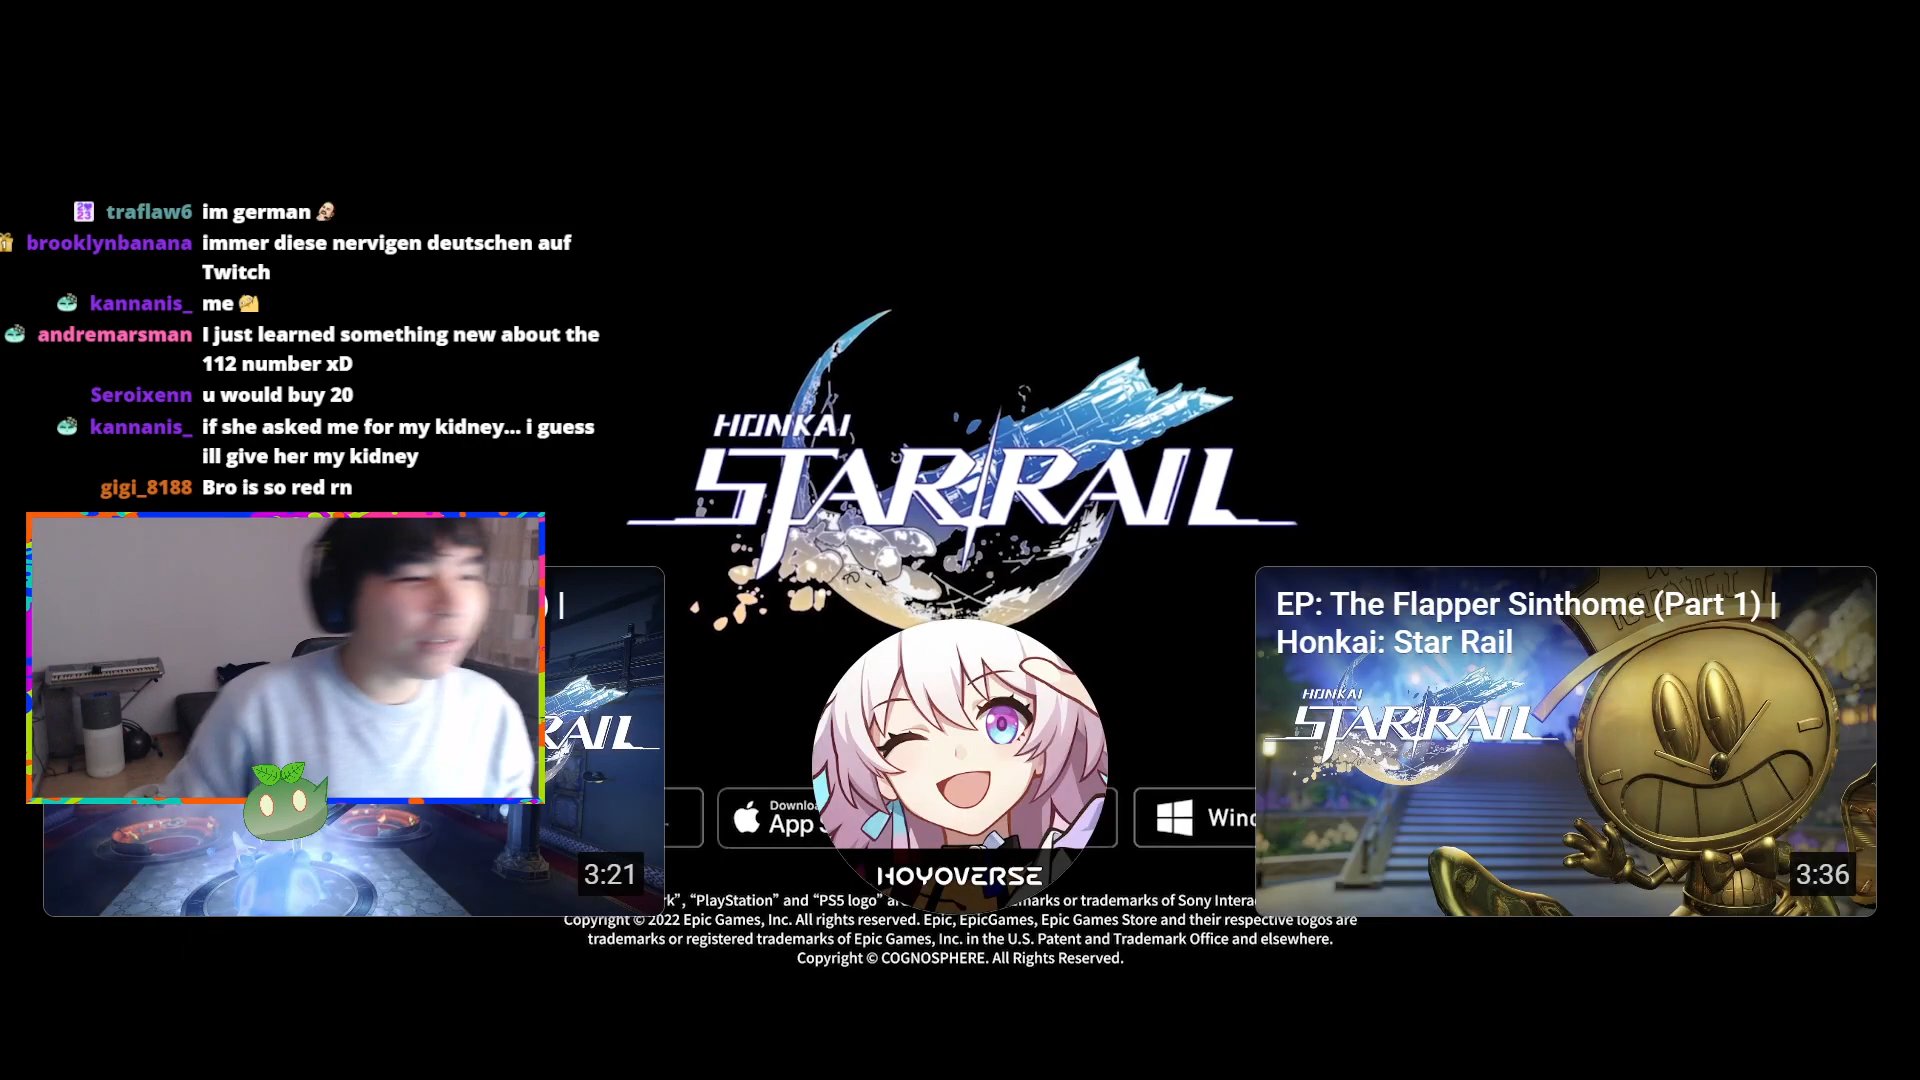 traflaw6 im german
brooklynbanana immer diese nervigen deutschen auf
Twitch
kannanis_ me
andremarsman I just learned something new about the
112 number xD
Seroixenn u would buy 20
kannanis_ if she asked me for my kidney... i guess
ill give her my kidney
gigi_8188 Bro is so red rn
HONKAI
STAR RAIL
) |
RAIL
3:21
EP: The Flapper Sinthome (Part 1) |
Honkai: Star Rail
HONKAI
STAR RAIL
3:36
Downlo
App
Wind
HOYOVERSE
k”, “PlayStation” and “PS5 logo” ar marks or trademarks of Sony Interac
Copyright © 2022 Epic Games, Inc. All rights reserved. Epic, EpicGames, Epic Games Store and their respective logos are
trademarks or registered trademarks of Epic Games, Inc. in the U.S. Patent and Trademark Office and elsewhere.
Copyright © COGNOSPHERE. All Rights Reserved.